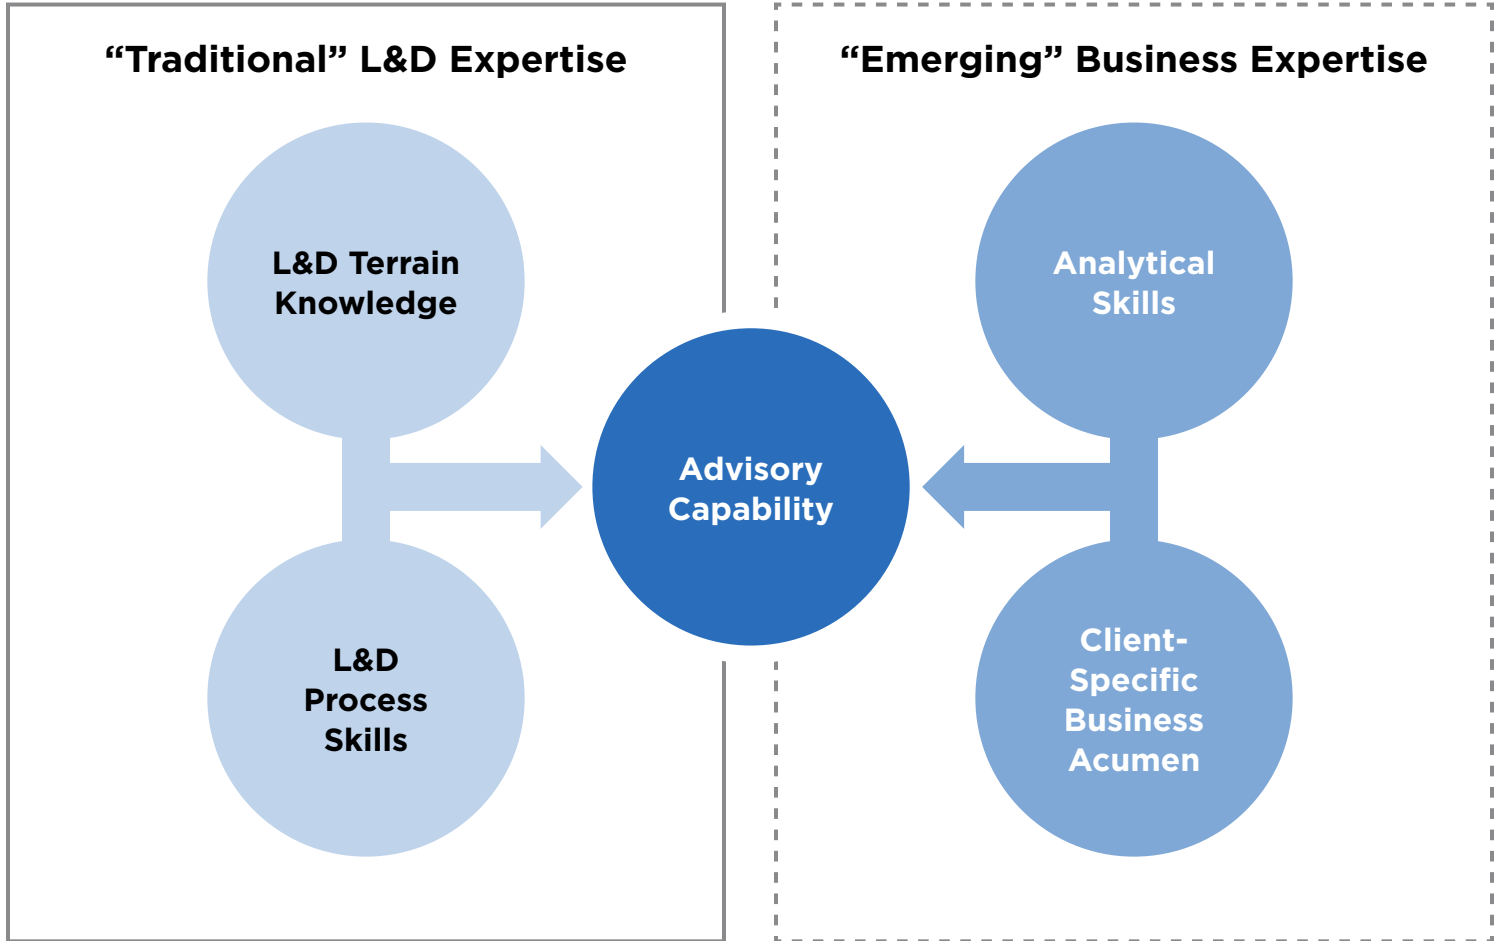 “Traditional” L&D Expertise
L&D Terrain
Knowledge
L&D
Process
Skills
Advisory
Capability
“Emerging” Business Expertise
Analytical
Skills
Client-
Specific
Business
Acumen